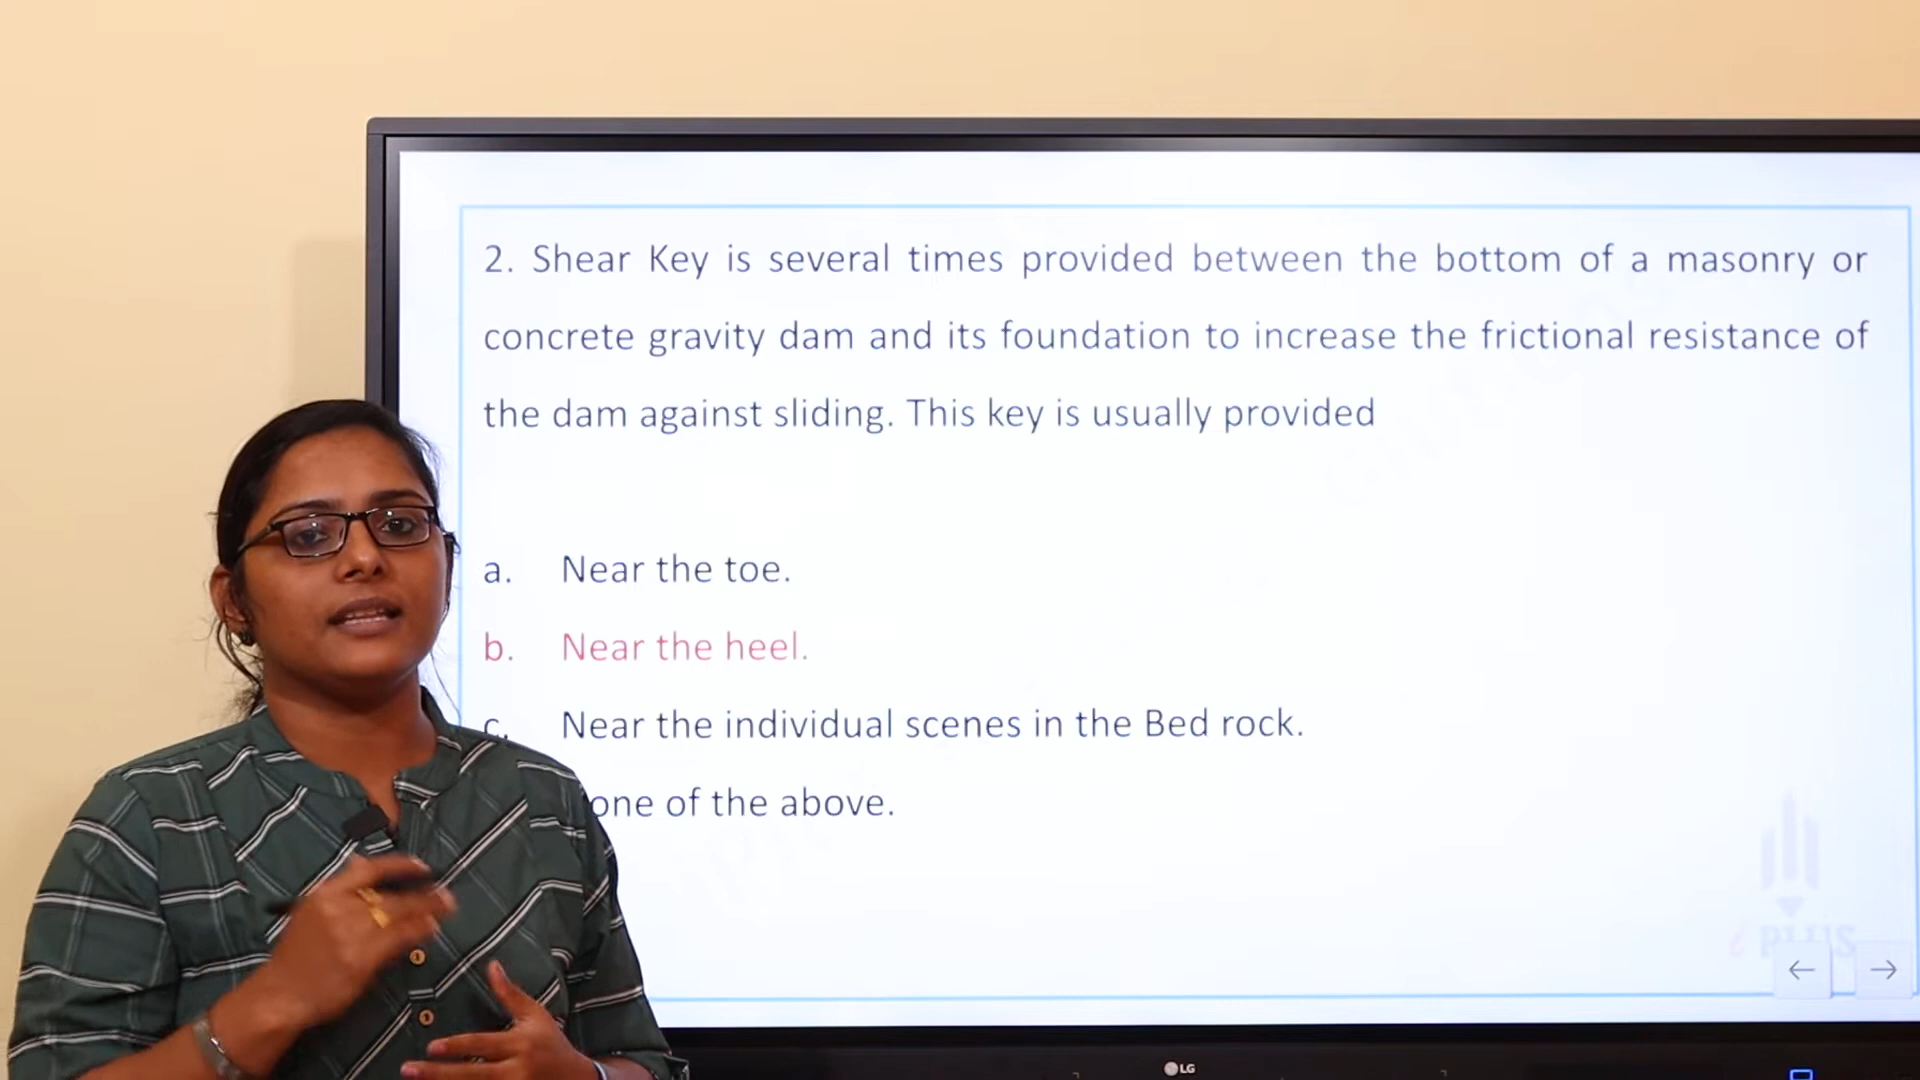 2. Shear Key is several times provided between the bottom of a masonry or
concrete gravity dam and its foundation to increase the frictional resistance of
the dam against sliding. This key is usually provided
a. Near the toe.
b. Near the heel.
c. Near the individual scenes in the Bed rock.
of the above.
PLUS
LG